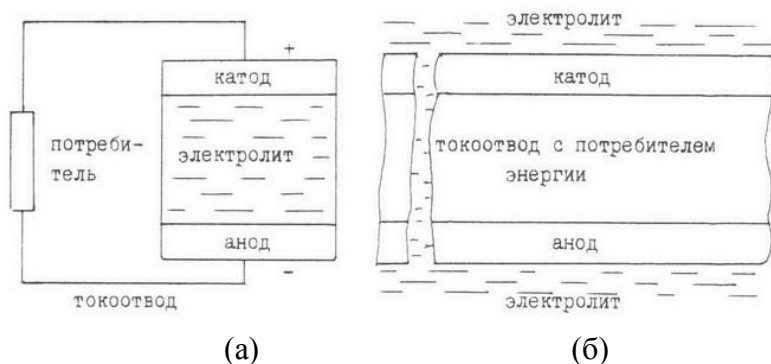 электролит
+
катод
катод
потреби-
тель
электролит
токоотвод с потребителем
энергии
анод
анод
−
токоотвод
электролит
(а)
(б)